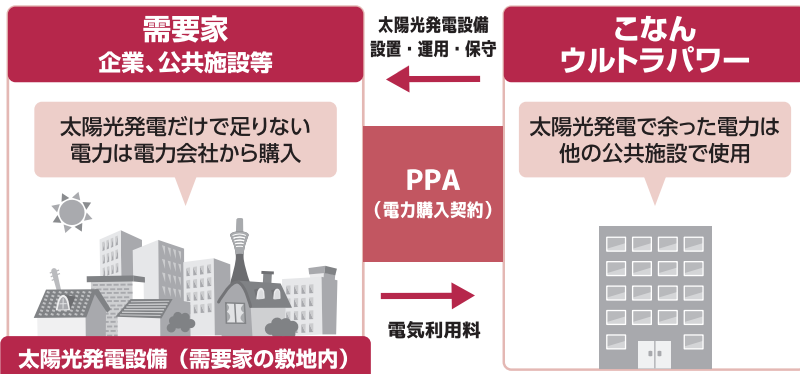 需要家
企業、公共施設等
太陽光発電だけで足りない
電力は電力会社から購入
太陽光発電設備（需要家の敷地内）
太陽光発電設備
設置・運用・保守
PPA
（電力購入契約）
電気利用料
こなん
ウルトラパワー
太陽光発電で余った電力は
他の公共施設で使用